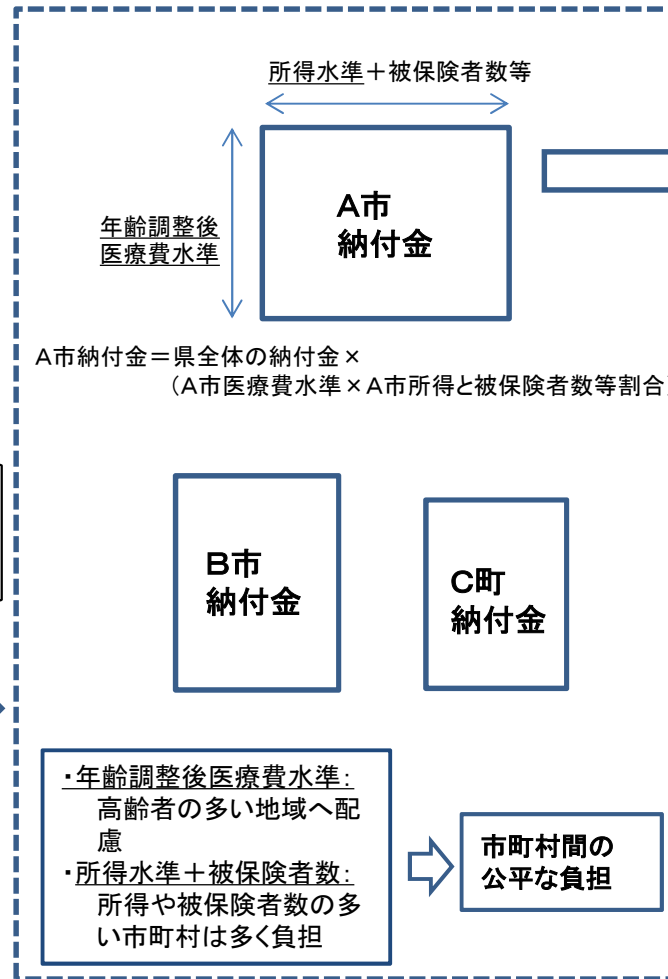 所得水準＋被保険者数等
A市
納付金
年齢調整後
医療費水準
A市納付金＝県全体の納付金×
（A市医療費水準×A市所得と被保険者数等割合）
B市
納付金
C町
納付金
・年齢調整後医療費水準：
高齢者の多い地域へ配
慮
・所得水準＋被保険者数：
所得や被保険者数の多
い市町村は多く負担
市町村間の
公平な負担